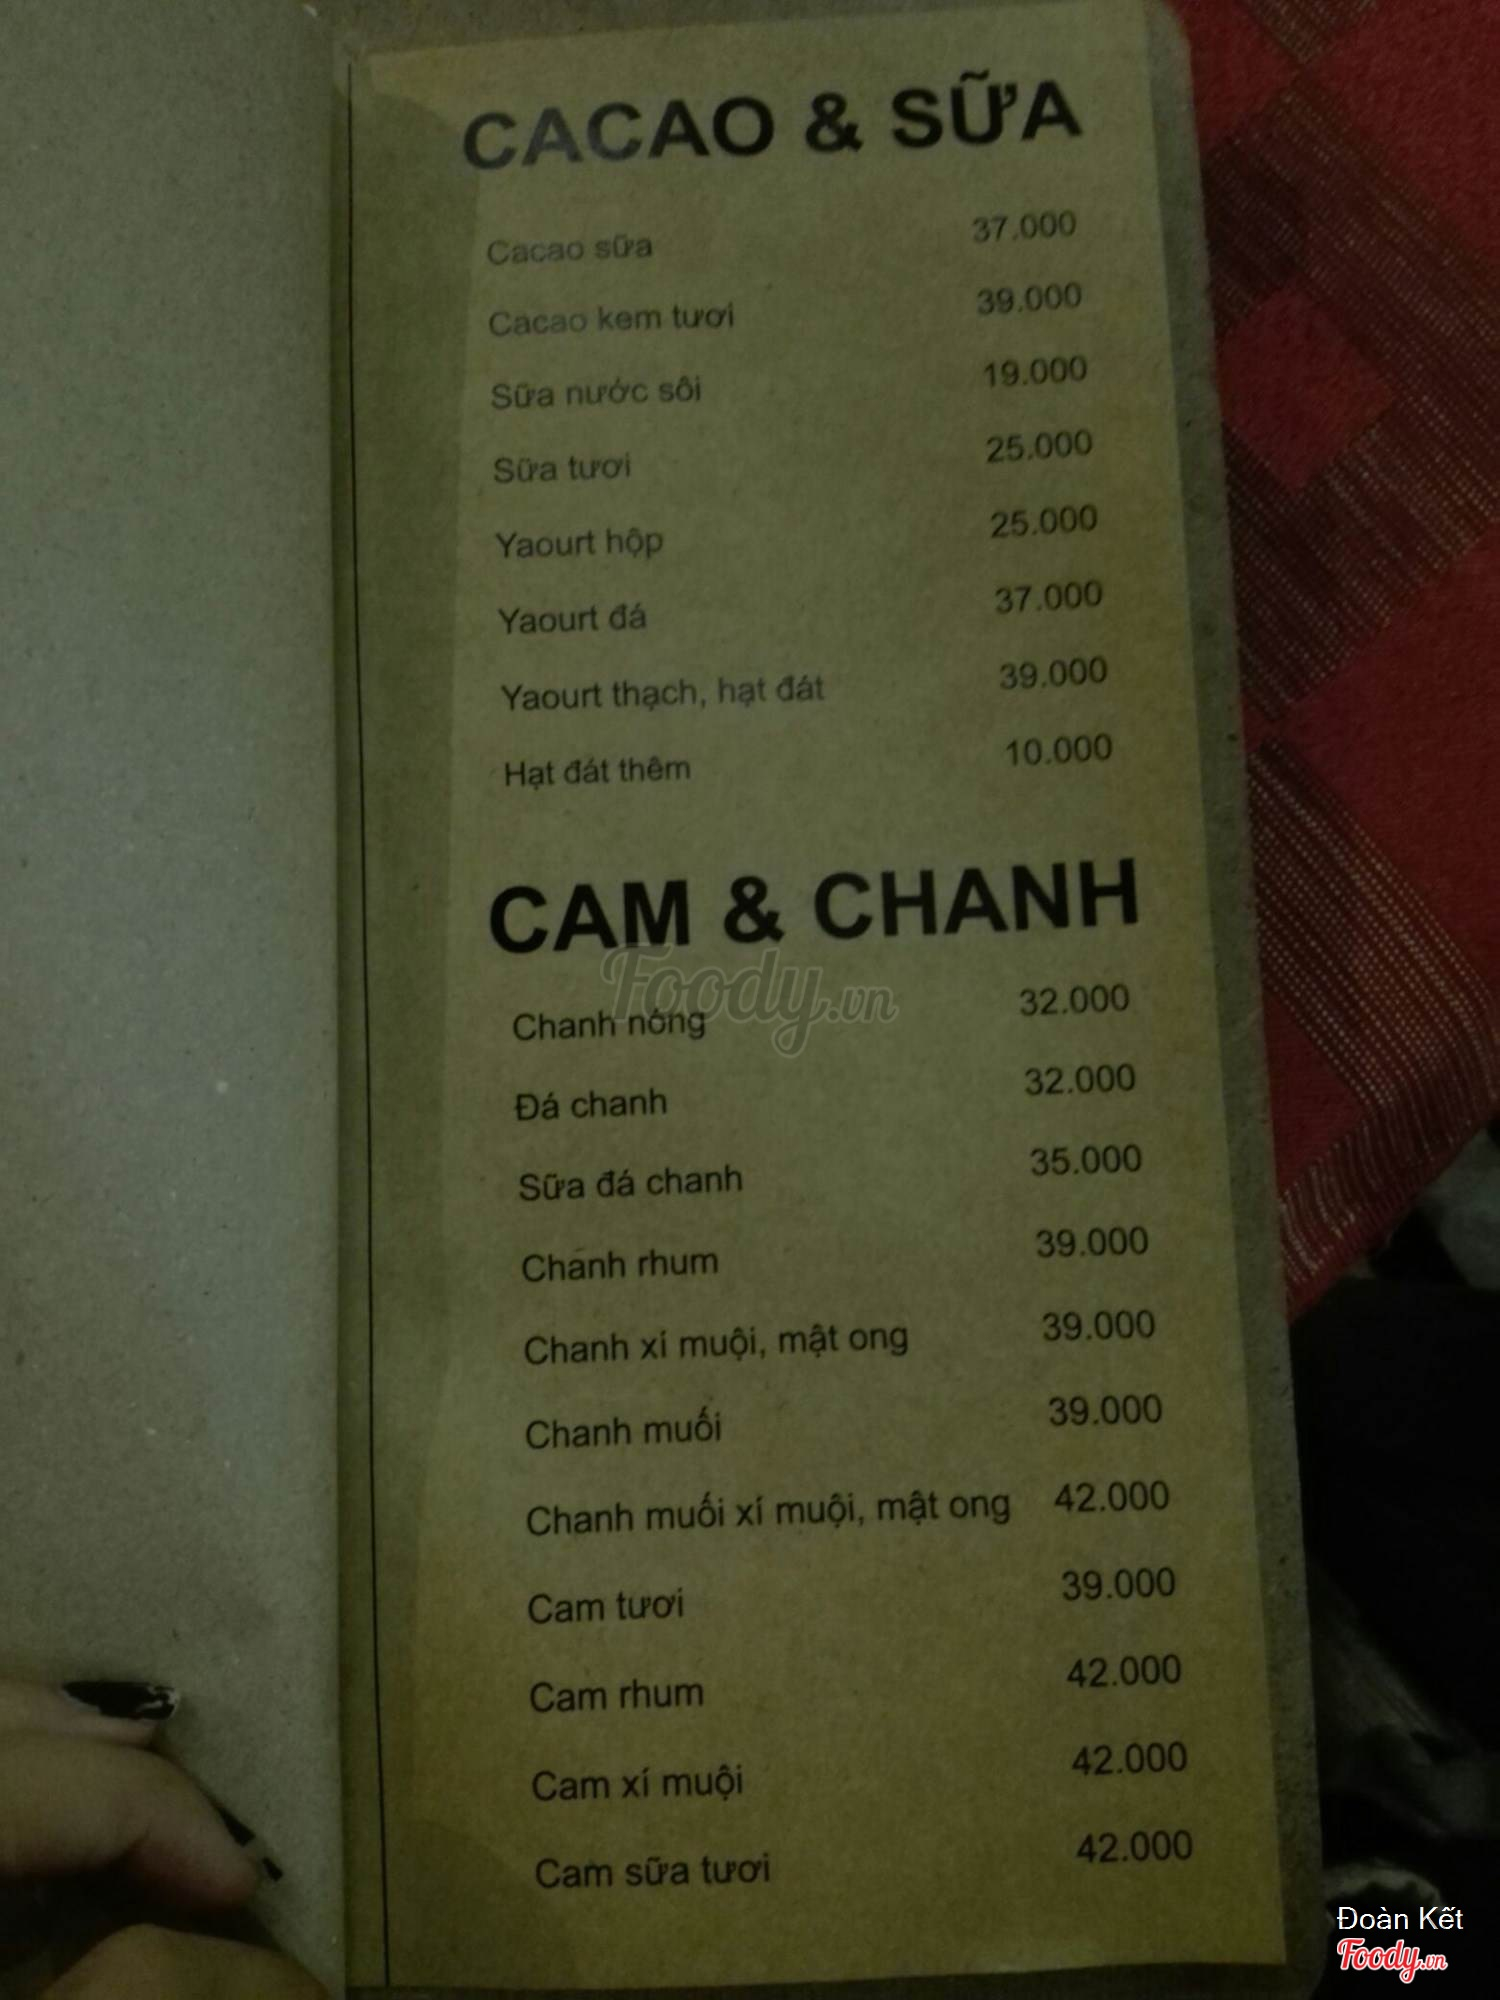 CACAO & SỮA
Cacao sữa 37.000
Cacao kem tươi 39.000
Sữa nước sôi 19.000
Sữa tươi 25.000
Yaourt hộp 25.000
Yaourt đá 37.000
Yaourt thạch, hạt đát 39.000
Hạt đát thêm 10.000
CAM & CHANH
Foody.vn
Chanh nóng 32.000
Đá chanh 32.000
Sữa đá chanh 35.000
Chanh rhum 39.000
Chanh xí muội, mật ong 39.000
Chanh muối 39.000
Chanh muối xí muội, mật ong 42.000
Cam tươi 39.000
Cam rhum 42.000
Cam xí muội 42.000
Cam sữa tươi 42.000
Đoàn Kết
Foody.vn